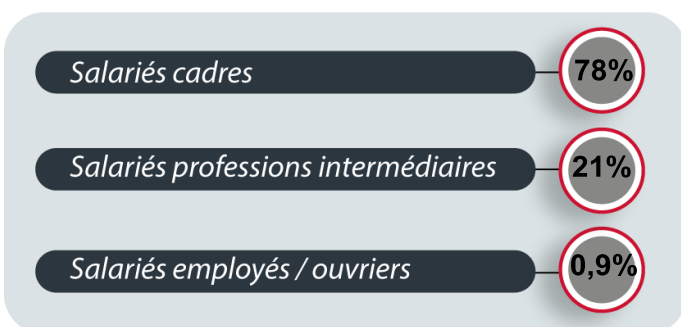 Salariés cadres 78%
Salariés professions intermédiaires 21%
Salariés employés / ouvriers 0,9%